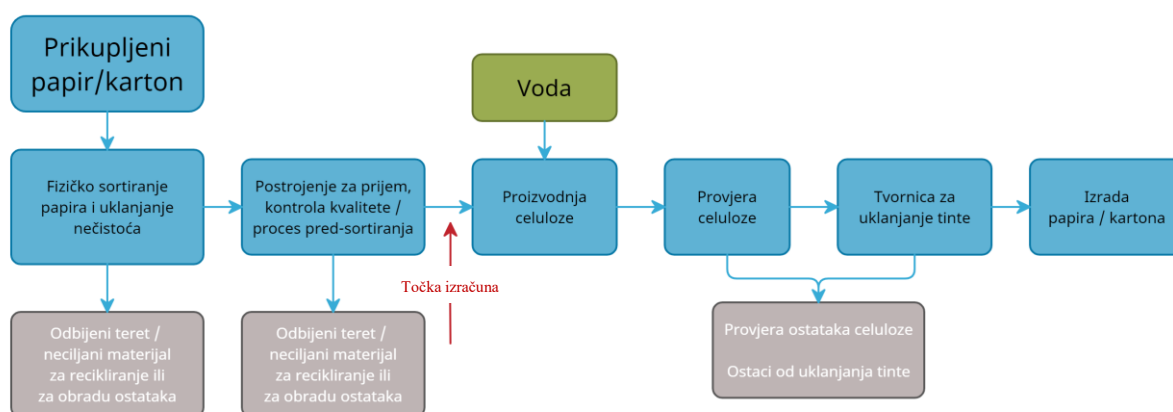 Prikupljeni
papir/karton
Voda
Fizičko sortiranje
papira i uklanjanje
nečistoća
Postrojenje za prijem,
kontrola kvalitete /
proces pred-sortiranja
Proizvodnja
celuloze
Provjera
celuloze
Tvornica za
uklanjanje tinte
Izrada
papira / kartona
Točka izračuna
Odbijeni teret /
neciljani materijal
za recikliranje ili
za obradu ostataka
Odbijeni teret /
neciljani materijal
za recikliranje ili
za obradu ostataka
Provjera ostataka celuloze
Ostaci od uklanjanja tinte